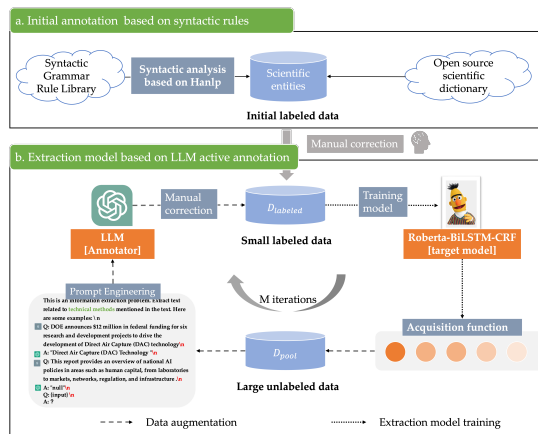 a. Initial annotation based on syntactic rules
Syntactic
Grammar
Rule Library
Syntactic analysis
based on Hanlp
Scientific
entities
Open source
scientific
dictionary
Initial labeled data
Manual correction
b. Extraction model based on LLM active annotation
Manual
correction
D_labeled
Training
model
LLM
[Annotator]
Small labeled data
Roberta-BiLSTM-CRF
[target model]
Prompt Engineering
This is an information extraction problem. Extract text
related to technical methods mentioned in the text. Here
are some examples: \n
Q: DOE announces $12 million in federal funding for six
research and development projects to drive the
development of Direct Air Capture (DAC) technology\n
A: "Direct Air Capture (DAC) Technology "\n
Q: This report provides an overview of national AI
policies in areas such as human capital, from laboratories
to markets, networks, regulation, and infrastructure .\n
A: "null"\n
Q: {input} \n
A: ?
M iterations
Acquisition function
D_pool
Large unlabeled data
Data augmentation
Extraction model training